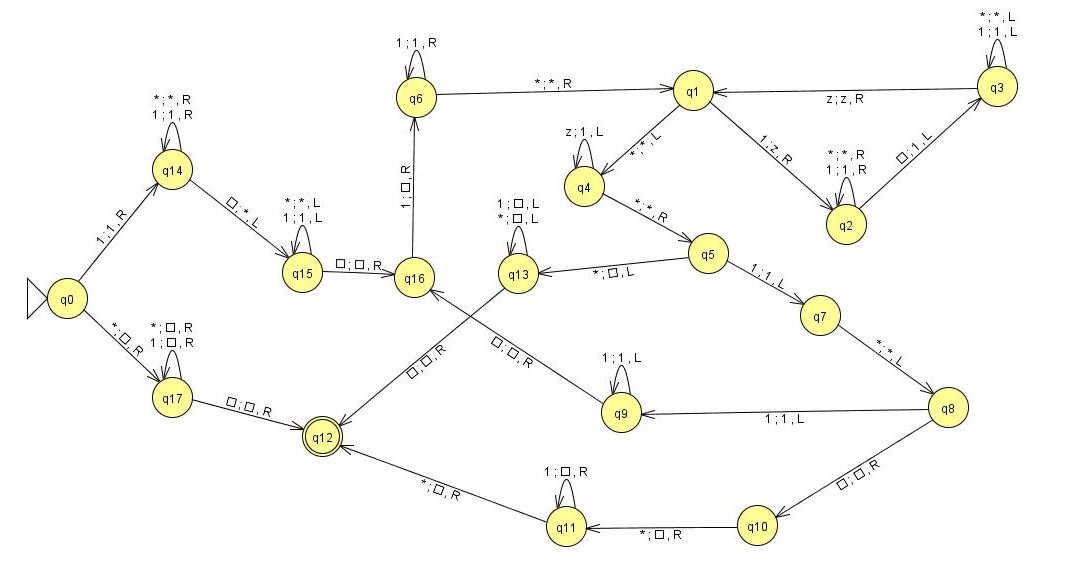 *;*, L
1;1, L
1;1, R
q6
*;*, R
q1
z;z, R
q3
*;*, R
1;1, R
q14
z;1, L
q4
*;*, L
1;z, R
*;*, R
1;1, R
q2
□;1, L
1;1, R
□;*, L
*;*, L
1;1, L
q15
□;□, R
1;□, R
q16
1;□, L
*;□, L
q13
*;□, L
*;*, R
q5
1;1, L
q7
q0
*;□, R
*;□, R
1;□, R
q17
□;□, R
q12
□;□, R
□;□, R
1;1, L
q9
*;*, L
1;1, L
q8
□;□, R
*;□, R
1;□, R
q11
*;□, R
q10